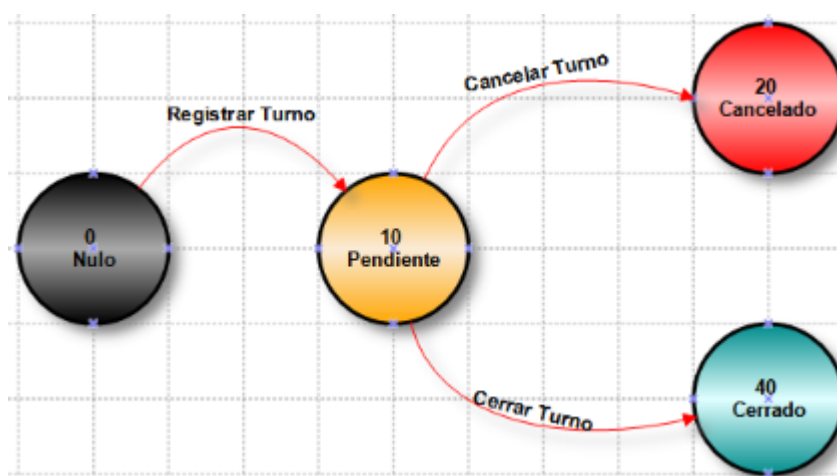 Registrar Turno
Cancelar Turno
20
Cancelado
0
Nulo
10
Pendiente
Cerrar Turno
40
Cerrado